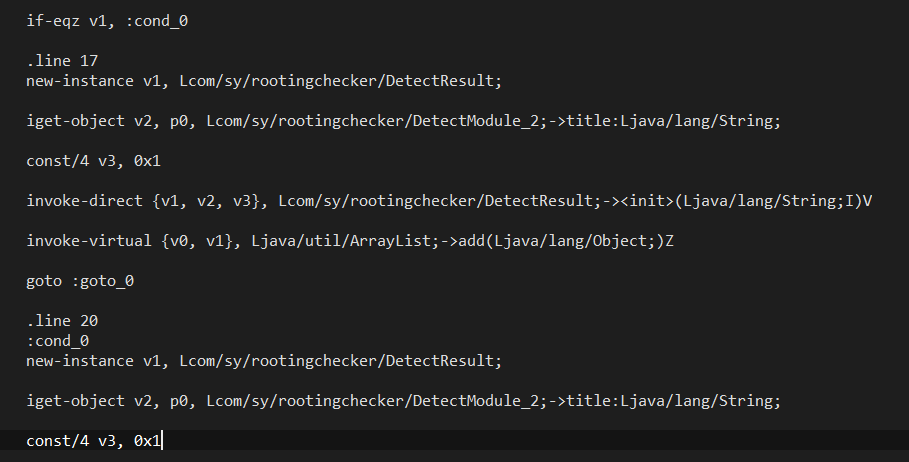 if-eqz v1, :cond_0
.line 17
new-instance v1, Lcom/sy/rootingchecker/DetectResult;
iget-object v2, p0, Lcom/sy/rootingchecker/DetectModule_2;->title:Ljava/lang/String;
const/4 v3, 0x1
invoke-direct {v1, v2, v3}, Lcom/sy/rootingchecker/DetectResult;-><init>(Ljava/lang/String;I)V
invoke-virtual {v0, v1}, Ljava/util/ArrayList;->add(Ljava/lang/Object;)Z
goto :goto_0
.line 20
:cond_0
new-instance v1, Lcom/sy/rootingchecker/DetectResult;
iget-object v2, p0, Lcom/sy/rootingchecker/DetectModule_2;->title:Ljava/lang/String;
const/4 v3, 0x1